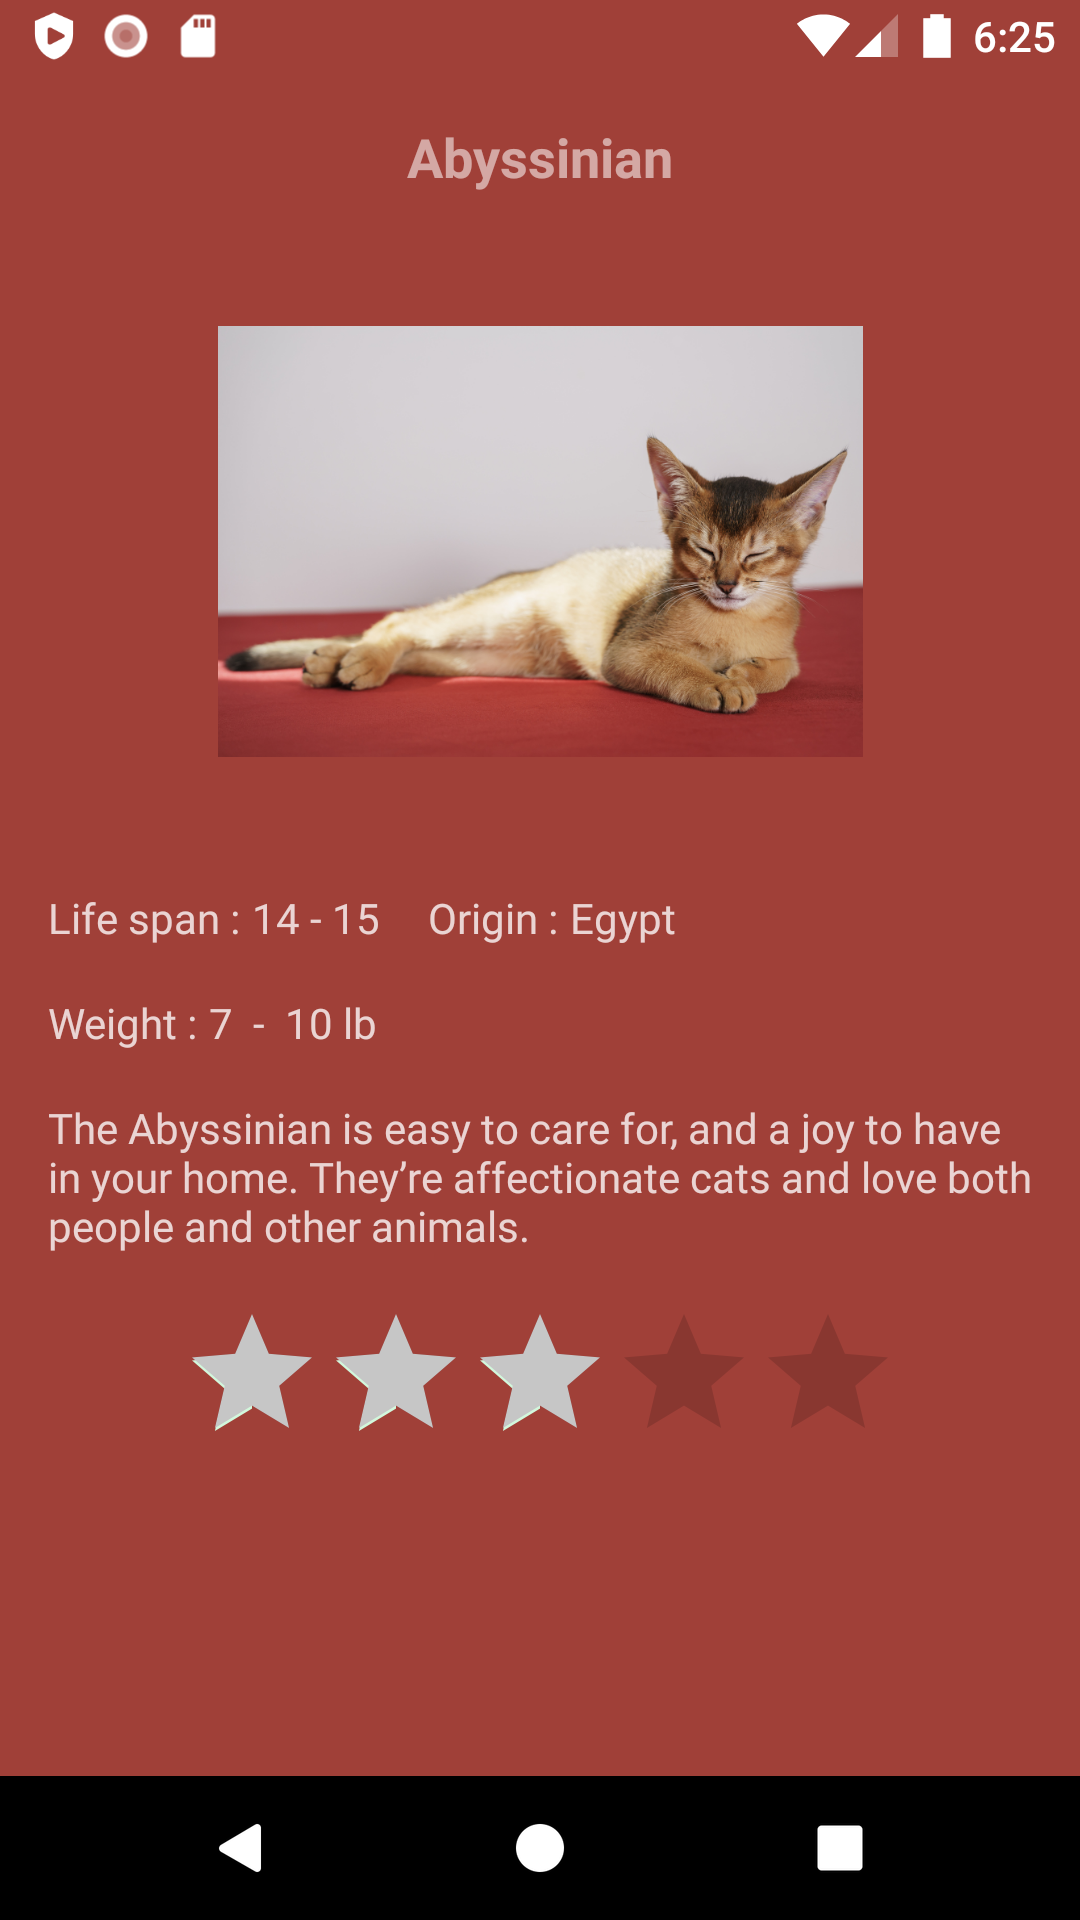 6:25
Abyssinian
Life span : 14 - 15 Origin : Egypt
Weight : 7  -  10 lb
The Abyssinian is easy to care for, and a joy to have
in your home. They’re affectionate cats and love both
people and other animals.